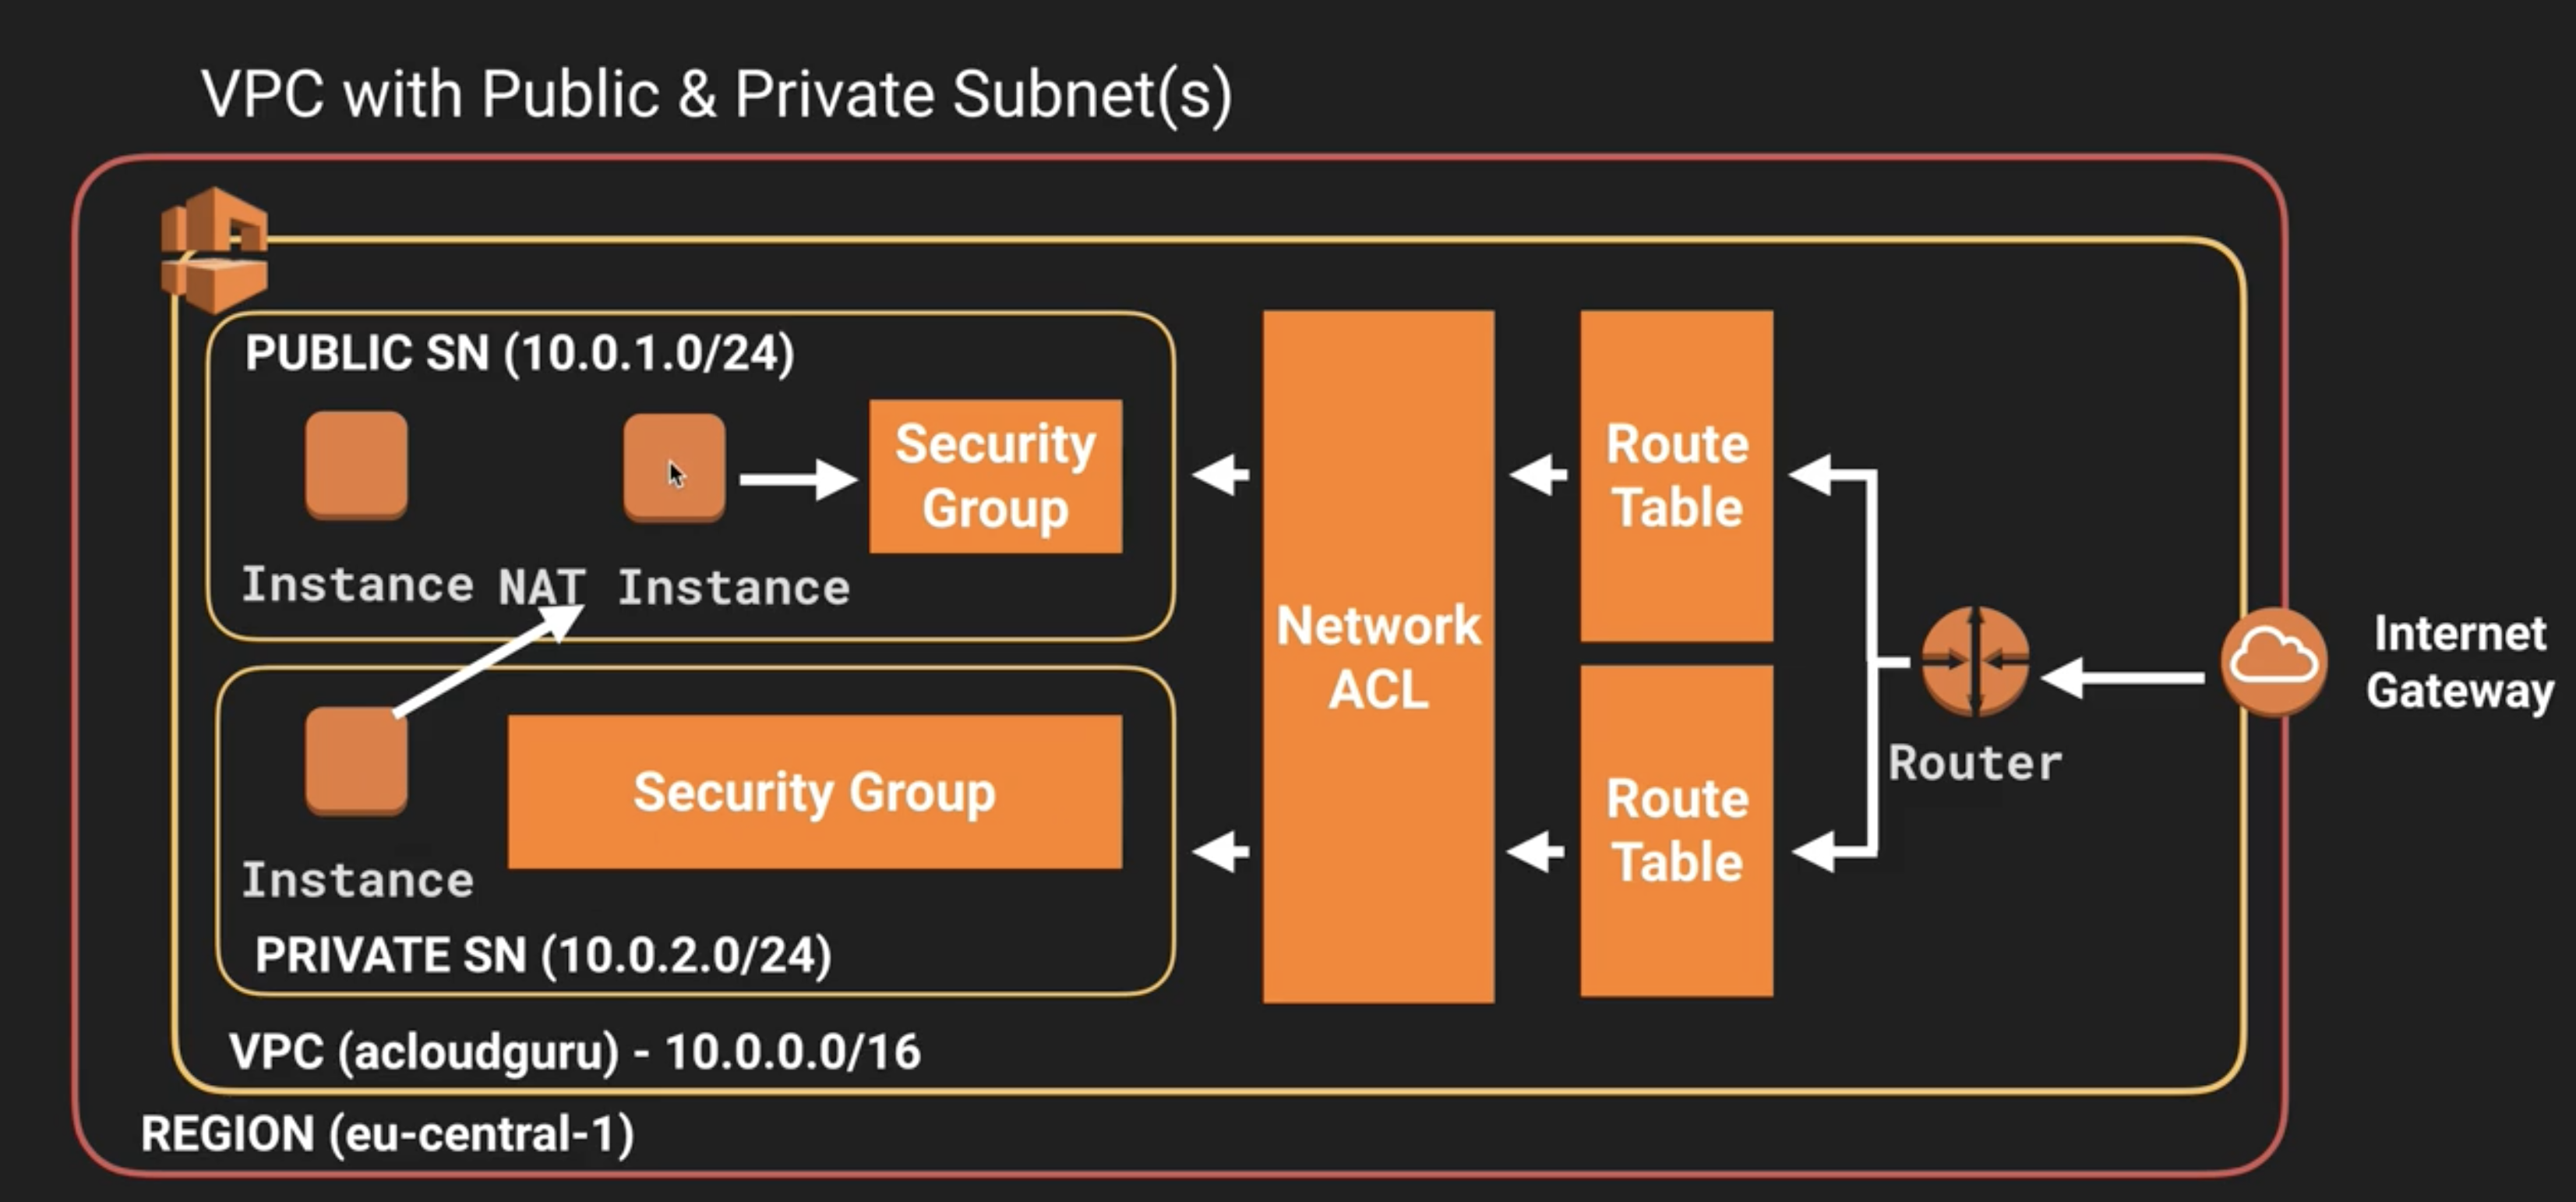 VPC with Public & Private Subnet(s)
PUBLIC SN (10.0.1.0/24)
Instance
NAT Instance
Security
Group
Instance
Security Group
PRIVATE SN (10.0.2.0/24)
Network
ACL
Route
Table
Route
Table
Router
Internet
Gateway
VPC (acloudguru) - 10.0.0.0/16
REGION (eu-central-1)